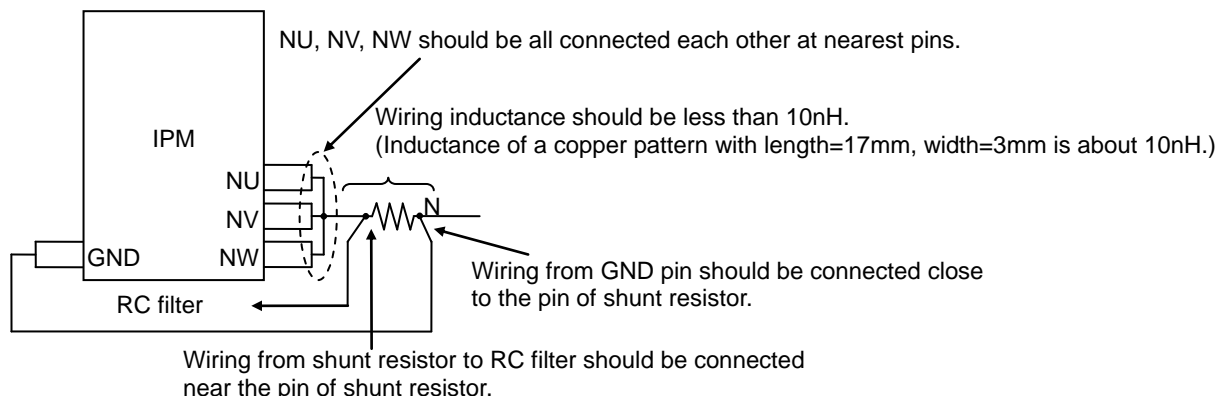 NU, NV, NW should be all connected each other at nearest pins.
Wiring inductance should be less than 10nH.
(Inductance of a copper pattern with length=17mm, width=3mm is about 10nH.)
IPM
NU
N
NV
GND
NW
Wiring from GND pin should be connected close
to the pin of shunt resistor.
RC filter
Wiring from shunt resistor to RC filter should be connected
near the pin of shunt resistor.